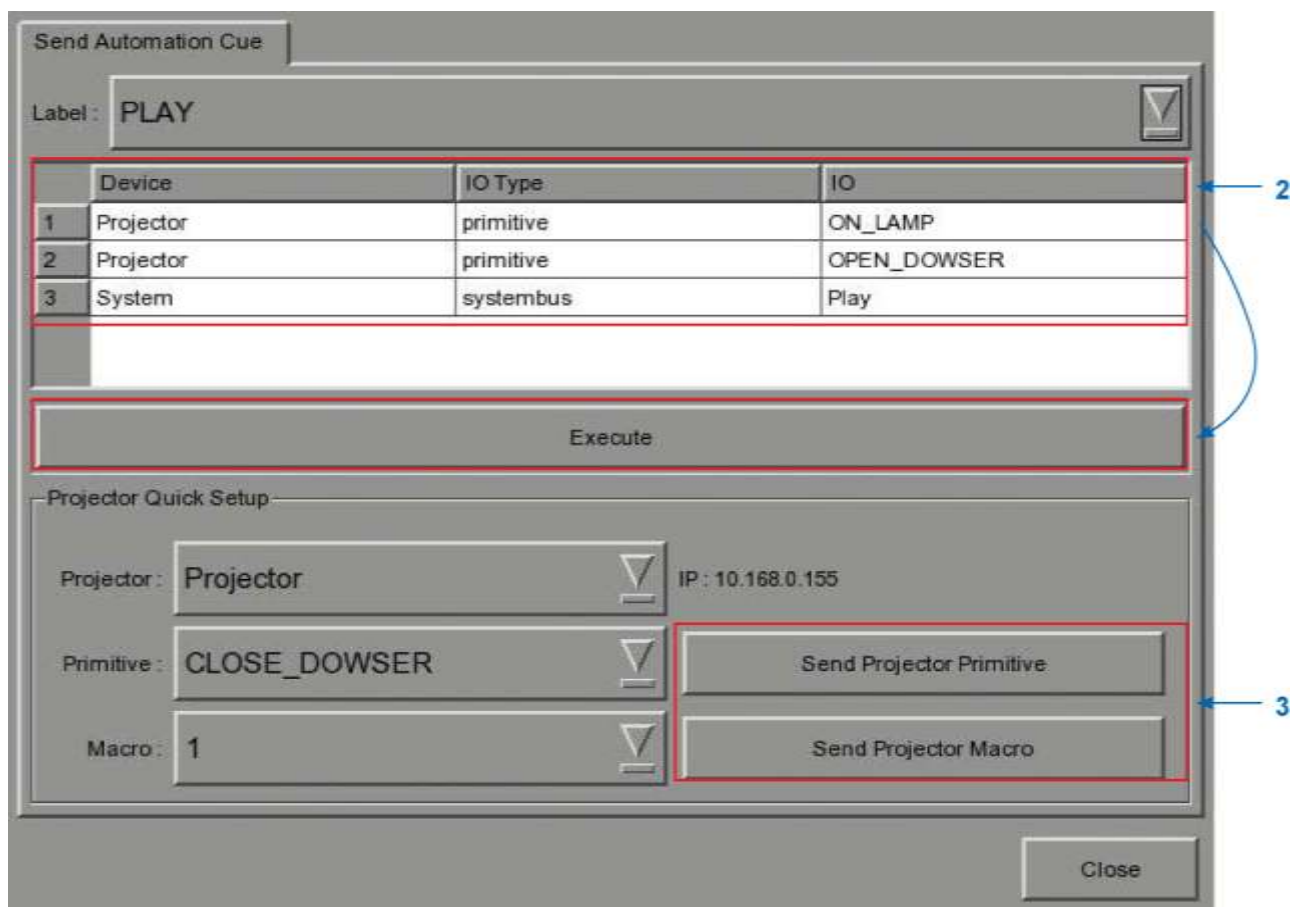 Send Automation Cue
Label : PLAY
Device IO Type IO
2
1 Projector primitive ON_LAMP
2 Projector primitive OPEN_DOWSER
3 System systembus Play
Execute
Projector Quick Setup
Projector : Projector IP : 10.168.0.155
Primitive : CLOSE_DOWSER Send Projector Primitive
3
Macro : 1 Send Projector Macro
Close